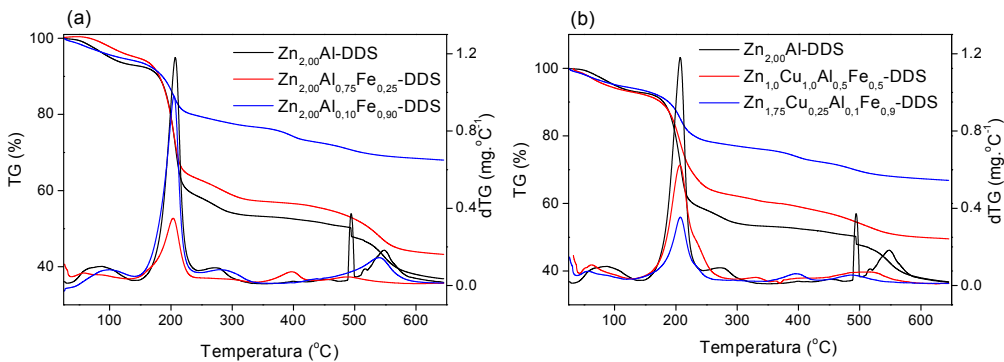 (a)
Zn2,00Al-DDS
Zn2,00Al0,75Fe0,25-DDS
Zn2,00Al0,10Fe0,90-DDS
TG (%)
100
80
60
40
dTG (mg.°C-1)
1.2
0.8
0.4
0.0
100 200 300 400 500 600
Temperatura (°C)
(b)
Zn2,00Al-DDS
Zn1,0Cu1,0Al0,5Fe0,5-DDS
Zn1,75Cu0,25Al0,1Fe0,9-DDS
TG (%)
100
90
80
70
60
50
40
dTG (mg.°C-1)
1.2
0.8
0.4
0.0
100 200 300 400 500 600
Temperatura (°C)